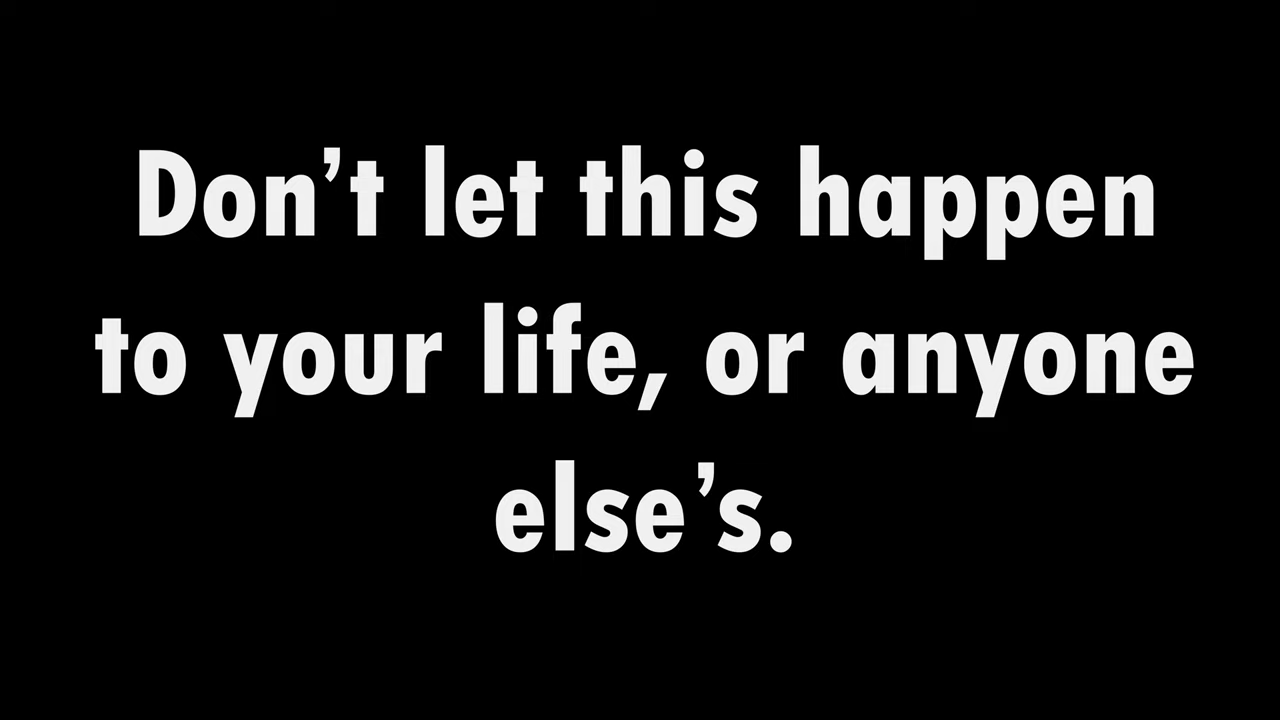 Don’t let this happen
to your life, or anyone
else’s.